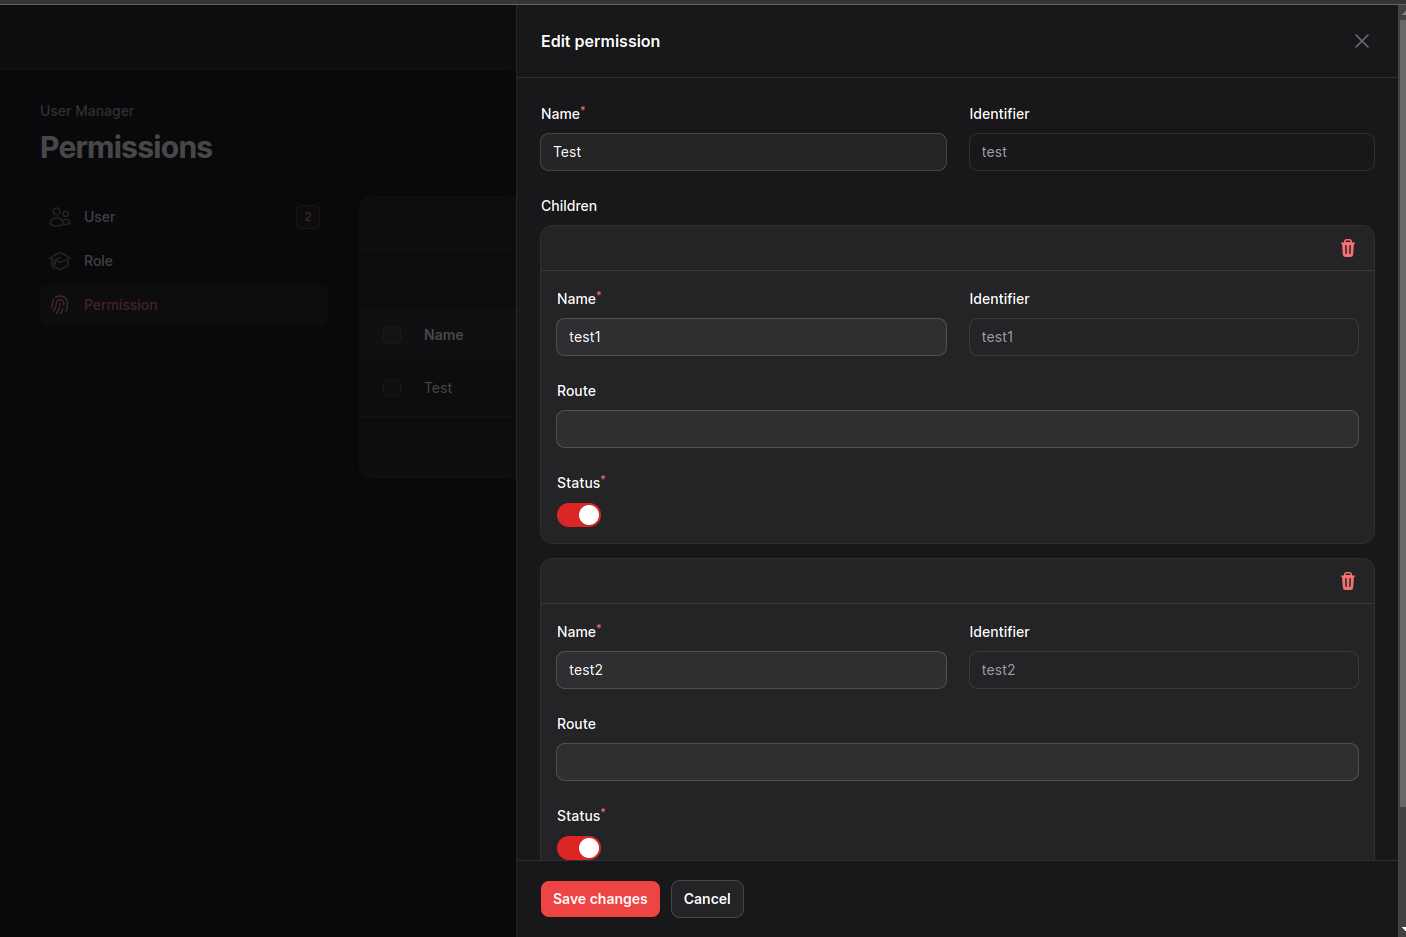 User Manager
Permissions
User 2
Role
Permission
Name
Test
Edit permission
Name* Identifier
Test test
Children
Name* Identifier
test1 test1
Route
Status*
Name* Identifier
test2 test2
Route
Status*
Save changes Cancel